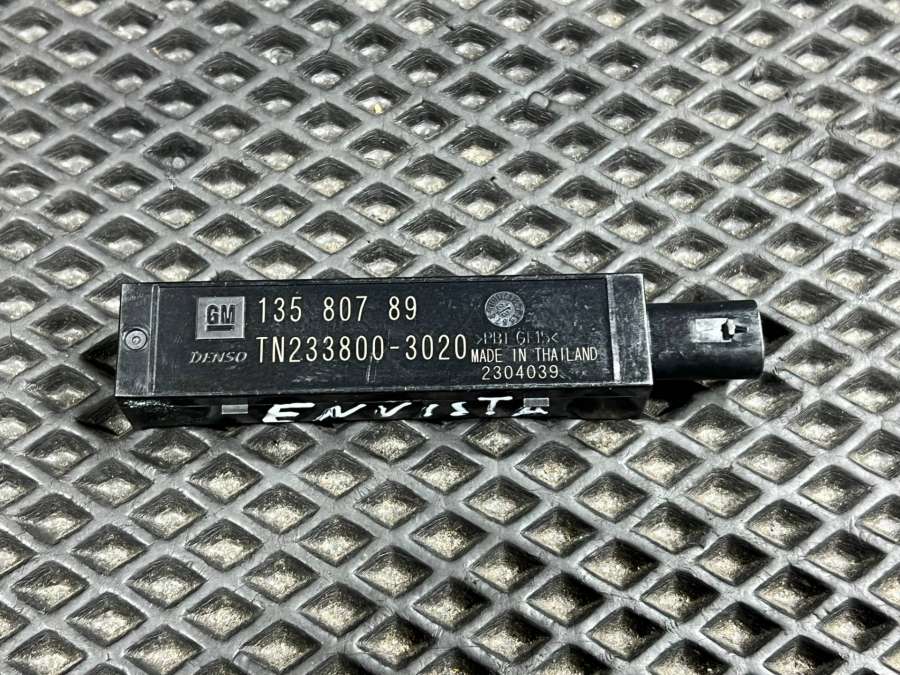 GM 135 807 89
DENSO TN233800-3020
>PBT-GF15<
MADE IN THAILAND
2304039
ENVISTA